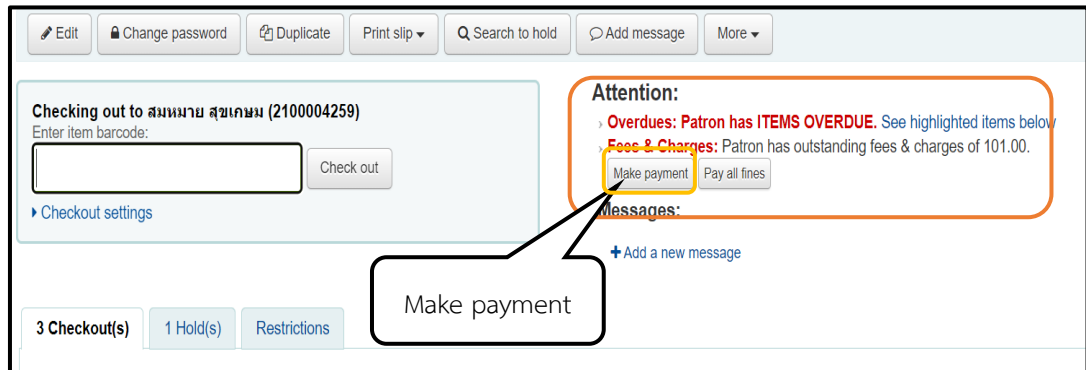 Edit Change password Duplicate Print slip Search to hold Add message More
Checking out to สมหมาย สุขเกษม (2100004259)
Enter item barcode:
Check out
Checkout settings
Attention:
Overdues: Patron has ITEMS OVERDUE. See highlighted items below
Fees & Charges: Patron has outstanding fees & charges of 101.00.
Make payment Pay all fines
Messages:
Add a new message
Make payment
3 Checkout(s) 1 Hold(s) Restrictions